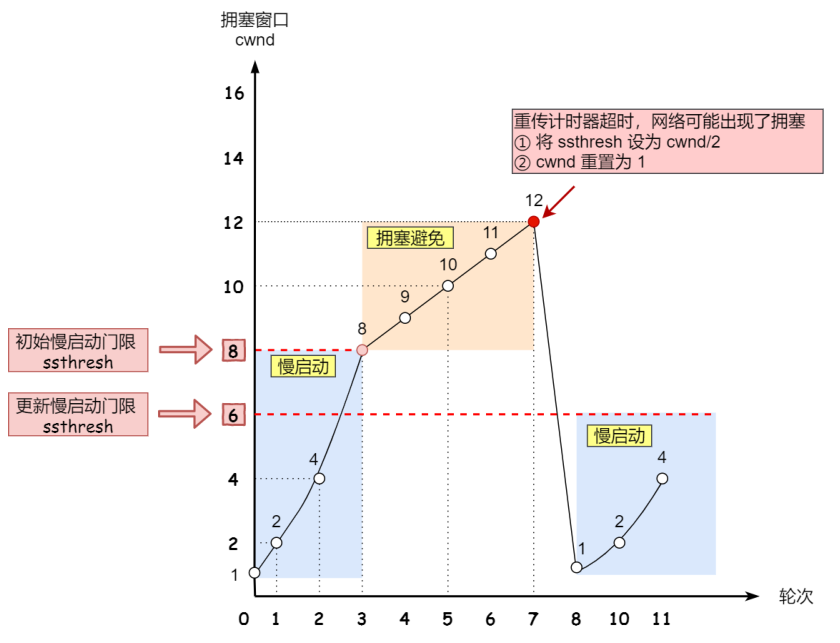 拥塞窗口
cwnd
16
重传计时器超时，网络可能出现了拥塞
① 将 ssthresh 设为 cwnd/2
② cwnd 重置为 1
14
12
12
拥塞避免
11
10
10
9
8
初始慢启动门限
ssthresh
8
慢启动
更新慢启动门限
ssthresh
6
慢启动
4
4
4
2
2
2
1
1
轮次
0 1 2 3 4 5 6 7 8 10 11